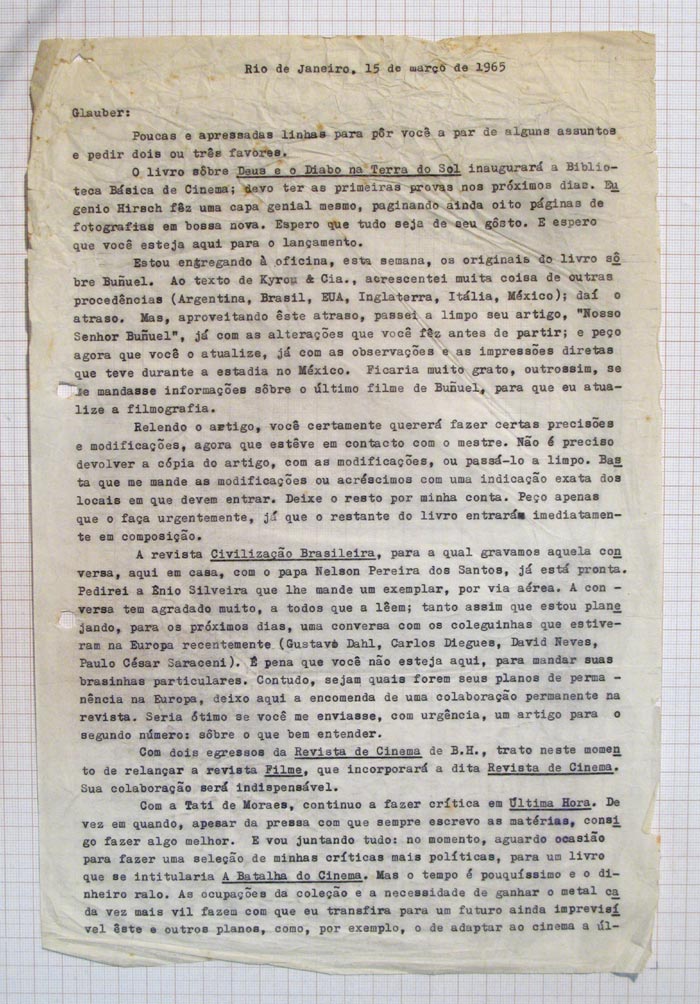 Rio de Janeiro, 15 de março de 1965
Glauber:
Poucas e apressadas linhas para pôr você a par de alguns assuntos
e pedir dois ou três favores.
O livro sôbre Deus e o Diabo na Terra do Sol inaugurará a Biblio-
teca Básica de Cinema; devo ter as primeiras provas nos próximos dias. Eu
genio Hirsch fêz uma capa genial mesmo, paginando ainda oito páginas de
fotografias em bossa nova. Espero que tudo seja de seu gôsto. E espero
que você esteja aqui para o lançamento.
Estou engregando à oficina, esta semana, os originais do livro sô
bre Buñuel. Ao texto de Kyrou & Cia., acrescentei muita coisa de outras
procedências (Argentina, Brasil, EUA, Inglaterra, Itália, México); daí o
atraso. Mas, aproveitando êste atraso, passei a limpo seu artigo, "Nosso
Senhor Buñuel", já com as alterações que você fêz antes de partir; e peço
agora que você o atualize, já com as observações e as impressões diretas
que teve durante a estadia no México. Ficaria muito grato, outrossim, se
me mandasse informações sôbre o último filme de Buñuel, para que eu atua-
lize a filmografia.
Relendo o artigo, você certamente quererá fazer certas precisões
e modificações, agora que estêve em contacto com o mestre. Não é preciso
devolver a cópia do artigo, com as modificações, ou passá-lo a limpo. Bas
ta que me mande as modificações ou acréscimos com uma indicação exata dos
locais em que devem entrar. Deixe o resto por minha conta. Peço apenas
que o faça urgentemente, já que o restante do livro entrará imediatamen-
te em composição.
A revista Civilização Brasileira, para a qual gravamos aquela con
versa, aqui em casa, com o papa Nelson Pereira dos Santos, já está pronta.
Pedirei a Ênio Silveira que lhe mande um exemplar, por via aérea. A con -
versa tem agradado muito, a todos que a lêem; tanto assim que estou plane
jando, para os próximos dias, uma conversa com os coleguinhas que estive-
ram na Europa recentemente (Gustavo Dahl, Carlos Diegues, David Neves,
Paulo César Saraceni). É pena que você não esteja aqui, para mandar suas
brasinhas particulares. Contudo, sejam quais forem seus planos de perma -
nência na Europa, deixo aqui a encomenda de uma colaboração permanente na
revista. Seria ótimo se você me enviasse, com urgência, um artigo para o
segundo número: sôbre o que bem entender.
Com dois egressos da Revista de Cinema de B.H., trato neste momen
to de relançar a revista Filme, que incorporará a dita Revista de Cinema.
Sua colaboração será indispensável.
Com a Tati de Moraes, continuo a fazer crítica em Última Hora. De
vez em quando, apesar da pressa com que sempre escrevo as matérias, consi
go fazer algo melhor. E vou juntando tudo: no momento, aguardo ocasião
para fazer uma seleção de minhas críticas mais políticas, para um livro
que se intitularia A Batalha do Cinema. Mas o tempo é pouquíssimo e o di-
nheiro ralo. As ocupações da coleção e a necessidade de ganhar o metal ca
da vez mais vil fazem com que eu transfira para um futuro ainda imprevisí
vel êste e outros planos, como, por exemplo, o de adaptar ao cinema a úl-